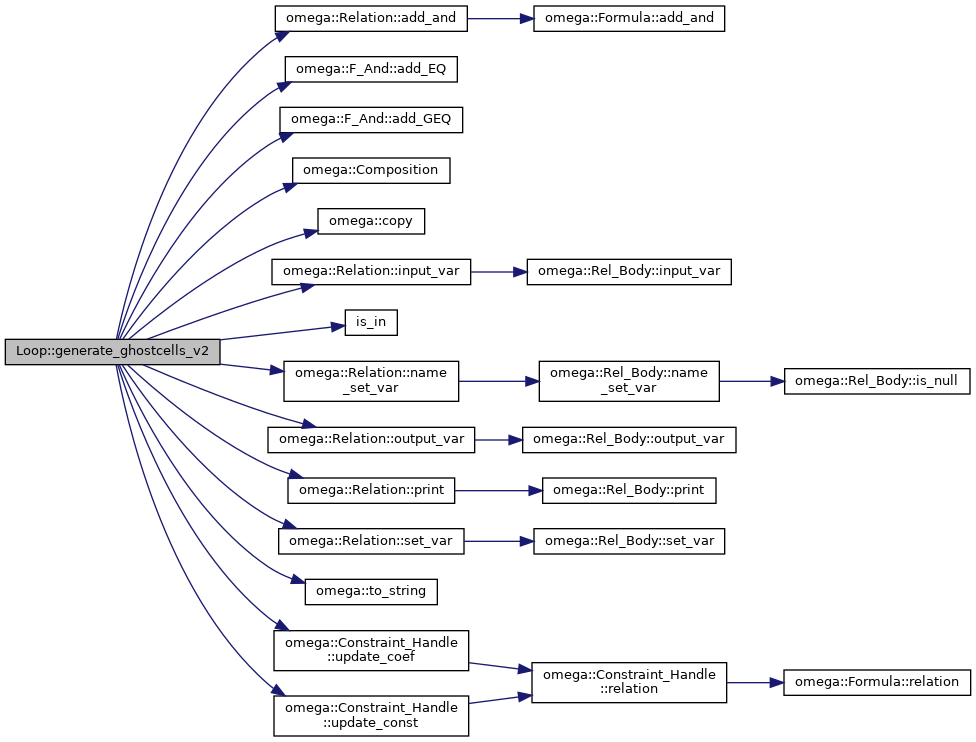 omega::Relation::add_and
omega::Formula::add_and
omega::F_And::add_EQ
omega::F_And::add_GEQ
omega::Composition
omega::copy
omega::Relation::input_var
omega::Rel_Body::input_var
is_in
Loop::generate_ghostcells_v2
omega::Relation::name
_set_var
omega::Rel_Body::name
_set_var
omega::Rel_Body::is_null
omega::Relation::output_var
omega::Rel_Body::output_var
omega::Relation::print
omega::Rel_Body::print
omega::Relation::set_var
omega::Rel_Body::set_var
omega::to_string
omega::Constraint_Handle
::update_coef
omega::Constraint_Handle
::relation
omega::Formula::relation
omega::Constraint_Handle
::update_const